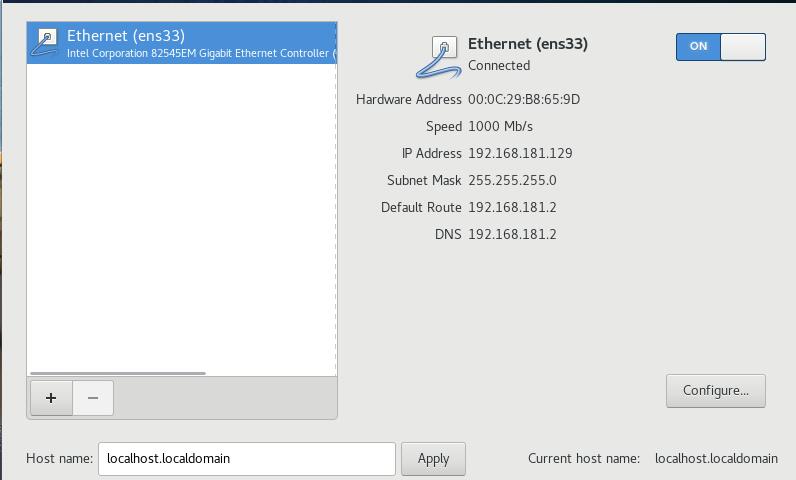 Ethernet (ens33)
Intel Corporation 82545EM Gigabit Ethernet Controller (
Ethernet (ens33)
Connected
ON
Hardware Address 00:0C:29:B8:65:9D
Speed 1000 Mb/s
IP Address 192.168.181.129
Subnet Mask 255.255.255.0
Default Route 192.168.181.2
DNS 192.168.181.2
+ −
Configure...
Host name: localhost.localdomain Apply Current host name: localhost.localdomain